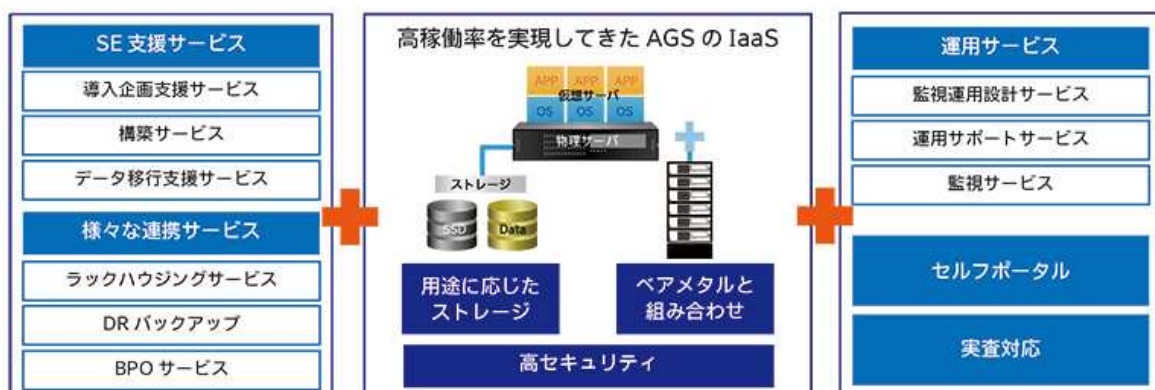 SE 支援サービス
導入企画支援サービス
構築サービス
データ移行支援サービス
様々な連携サービス
ラックハウジングサービス
DR バックアップ
BPO サービス
高稼働率を実現してきた AGS の IaaS
APP APP APP
仮想サーバ
OS OS OS
物理サーバ
ストレージ
SSD
Data
用途に応じた
ストレージ
ベアメタルと
組み合わせ
高セキュリティ
運用サービス
監視運用設計サービス
運用サポートサービス
監視サービス
セルフポータル
実査対応